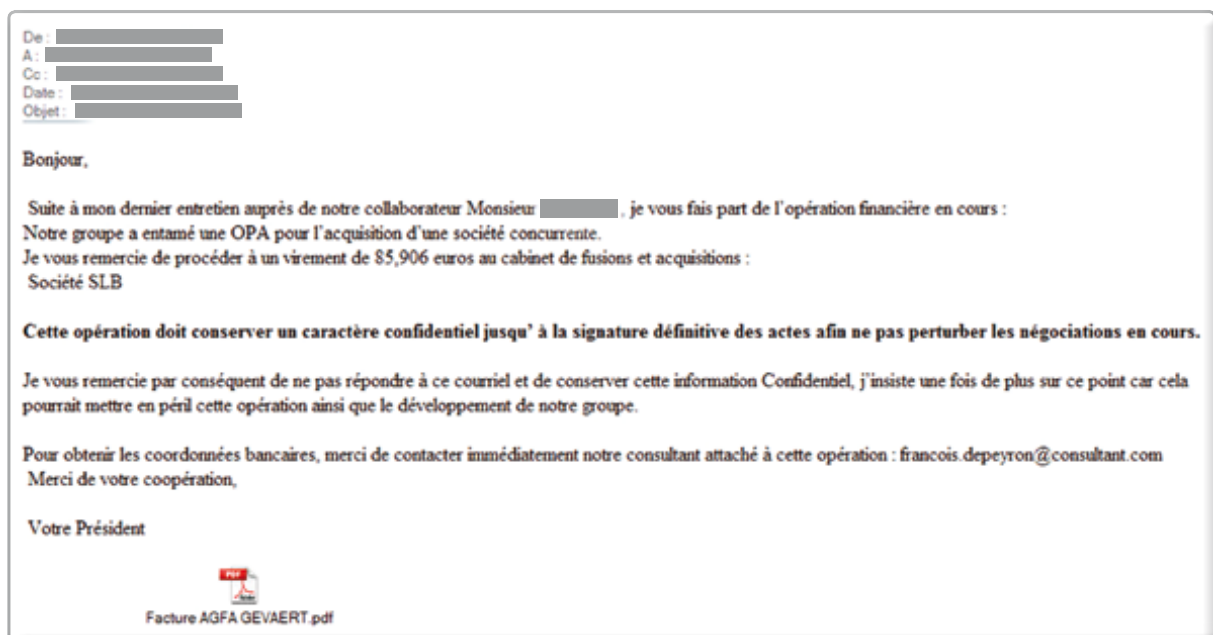 De :
A :
Cc :
Date :
Objet :
Bonjour,
Suite à mon dernier entretien auprès de notre collaborateur Monsieur , je vous fais part de l'opération financière en cours :
Notre groupe a entamé une OPA pour l'acquisition d'une société concurrente.
Je vous remercie de procéder à un virement de 85,906 euros au cabinet de fusions et acquisitions :
Société SLB
Cette opération doit conserver un caractère confidentiel jusqu' à la signature définitive des actes afin ne pas perturber les négociations en cours.
Je vous remercie par conséquent de ne pas répondre à ce courriel et de conserver cette information Confidentiel, j'insiste une fois de plus sur ce point car cela
pourrait mettre en péril cette opération ainsi que le développement de notre groupe.
Pour obtenir les coordonnées bancaires, merci de contacter immédiatement notre consultant attaché à cette opération : francois.depeyron@consultant.com
Merci de votre coopération,
Votre Président
PDF
Facture AGFA GEVAERT.pdf